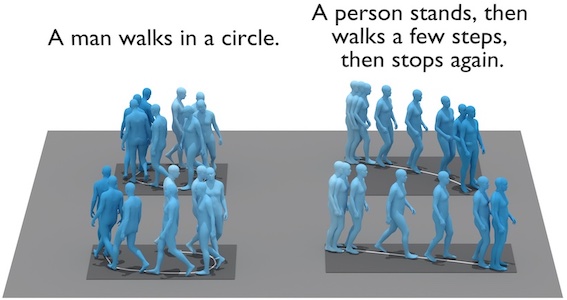 A man walks in a circle.
A person stands, then
walks a few steps,
then stops again.